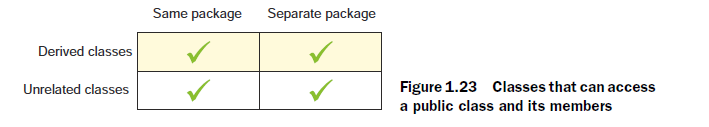 Same package Separate package
Derived classes
Unrelated classes
Figure 1.23 Classes that can access
a public class and its members